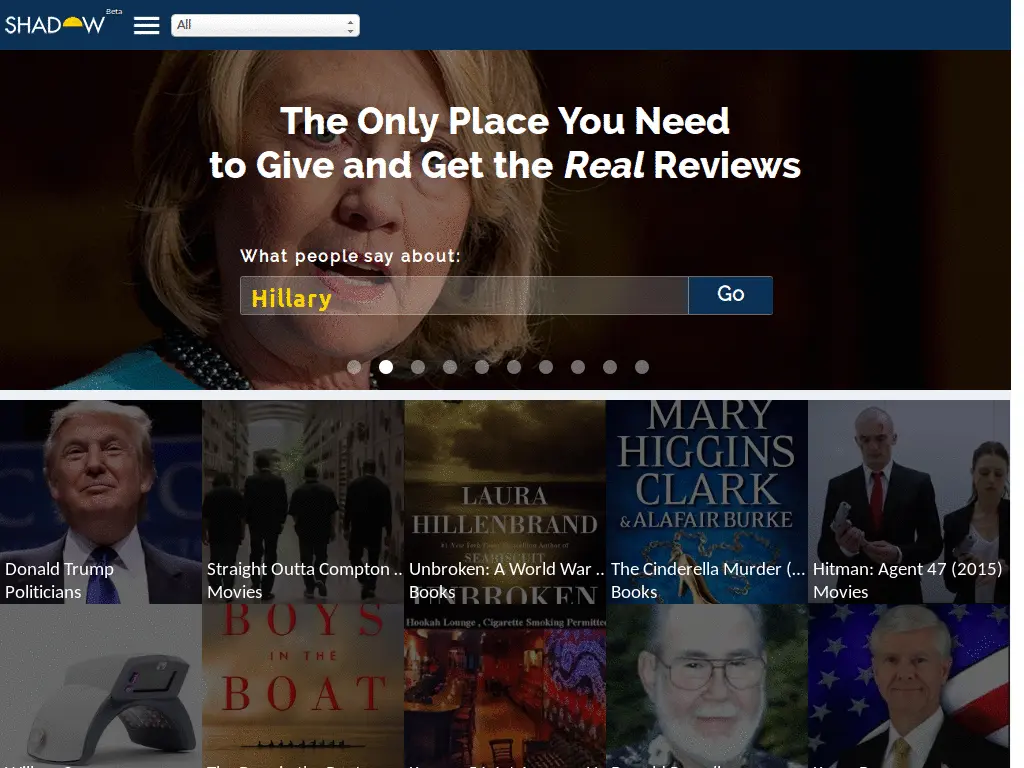 SHADOW
Beta
All
The Only Place You Need
to Give and Get the Real Reviews
What people say about:
Hillary
Go
Donald Trump
Politicians
Straight Outta Compton ..
Movies
LAURA
HILLENBRAND
#1 New York Times Bestselling Author of
SEABISCUIT
UNBROKEN
Unbroken: A World War ..
Books
MARY
HIGGINS
CLARK
& ALAFAIR BURKE
The Cinderella Murder (...
Books
Hitman: Agent 47 (2015)
Movies
BOYS
IN THE
BOAT
Hookah Lounge , Cigarette Smoking Permitted